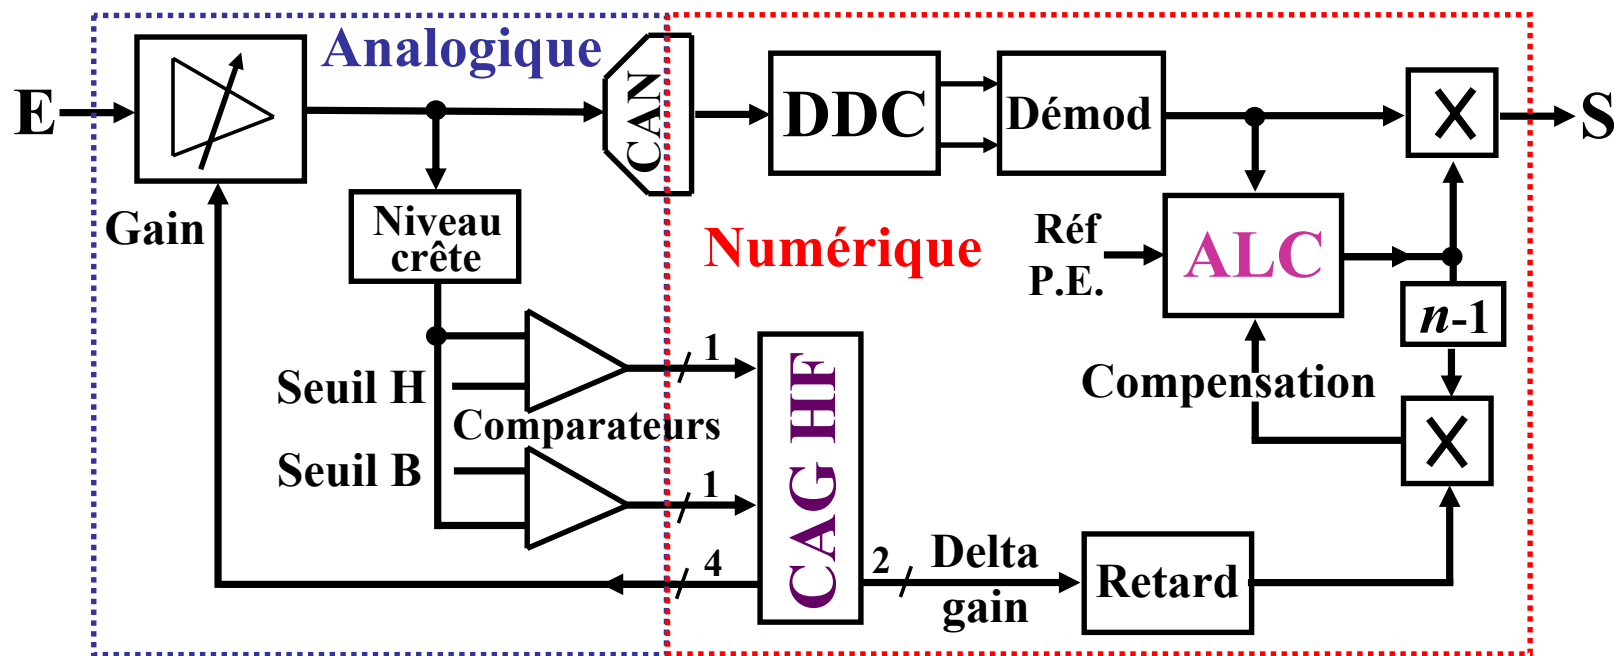 Analogique
E
CAN
DDC
Démod
×
S
Gain
Niveau
crête
Numérique
Réf
P.E.
ALC
n-1
1
Seuil H
Comparateurs
CAG HF
Compensation
×
Seuil B
1
4
2
Delta
gain
Retard